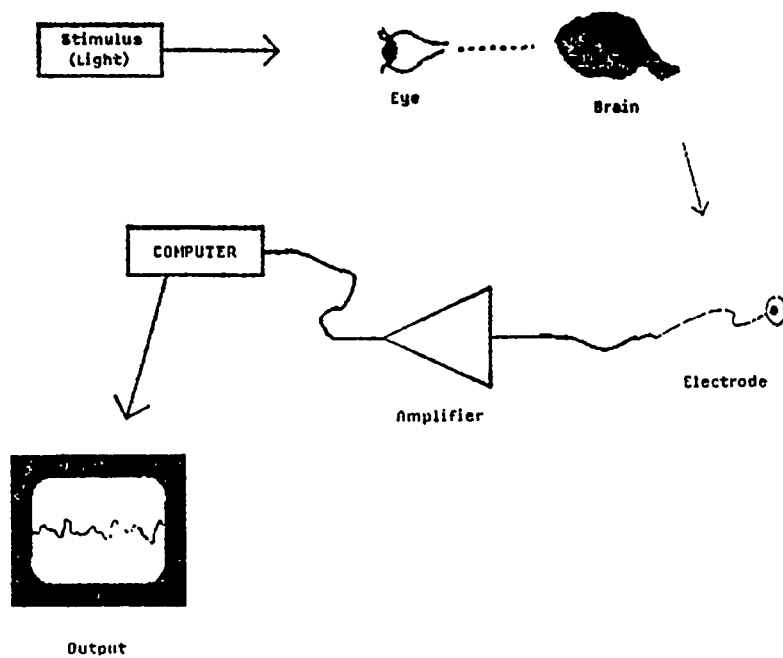 Stimulus
(Light)
Eye
Brain
COMPUTER
Electrode
Amplifier
Output